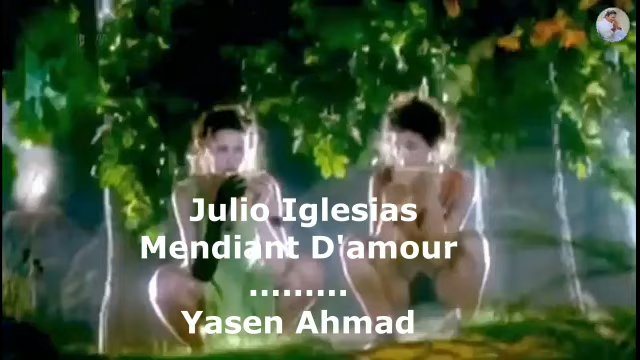 Julio Iglesias
Mendiant D'amour
.........
Yasen Ahmad